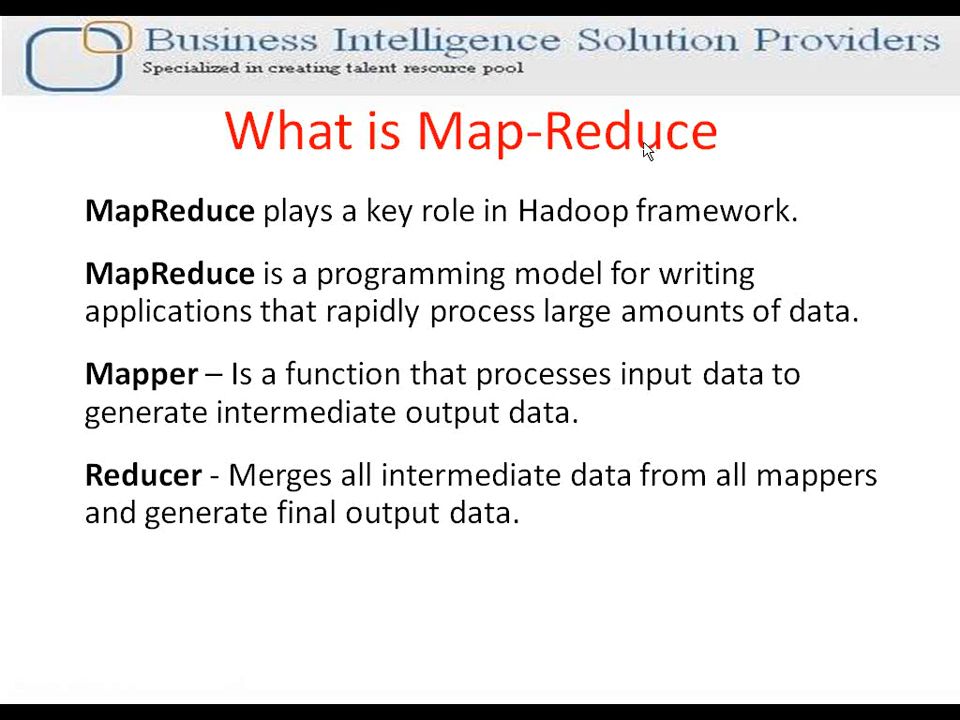 Business Intelligence Solution Providers
Specialized in creating talent resource pool
What is Map-Reduce
MapReduce plays a key role in Hadoop framework.
MapReduce is a programming model for writing
applications that rapidly process large amounts of data.
Mapper – Is a function that processes input data to
generate intermediate output data.
Reducer - Merges all intermediate data from all mappers
and generate final output data.